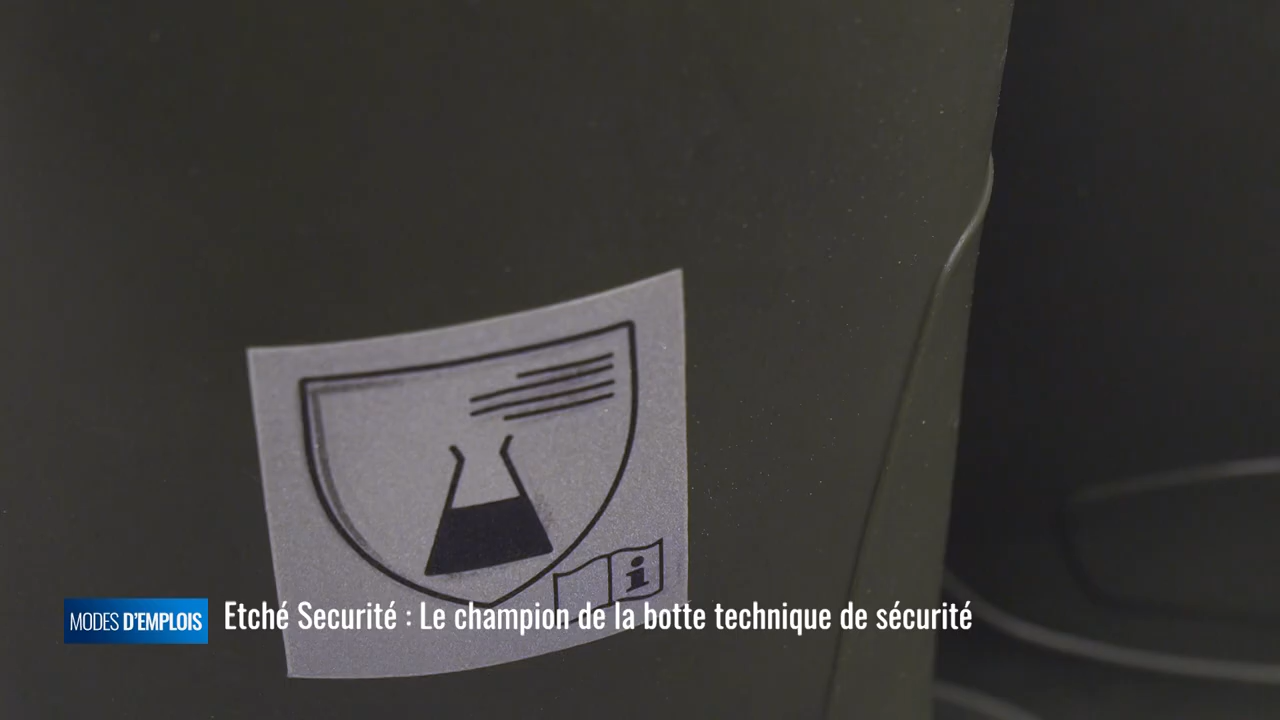 i
MODES D'EMPLOIS
Etché Securité : Le champion de la botte technique de sécurité